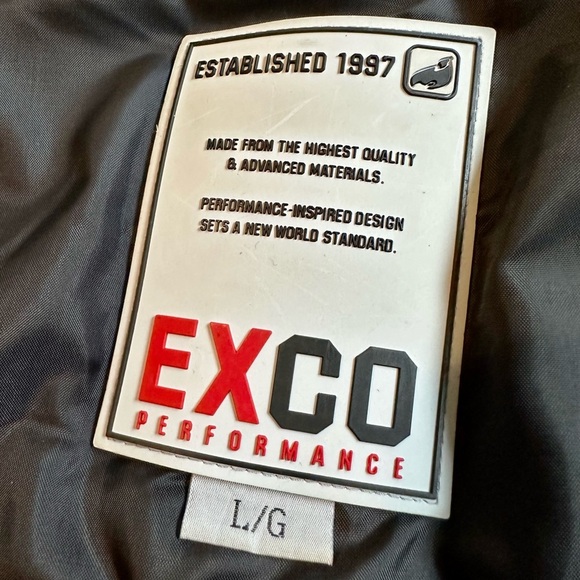 ESTABLISHED 1997
MADE FROM THE HIGHEST QUALITY
& ADVANCED MATERIALS.
PERFORMANCE-INSPIRED DESIGN
SETS A NEW WORLD STANDARD.
EXCO
PERFORMANCE
L/G